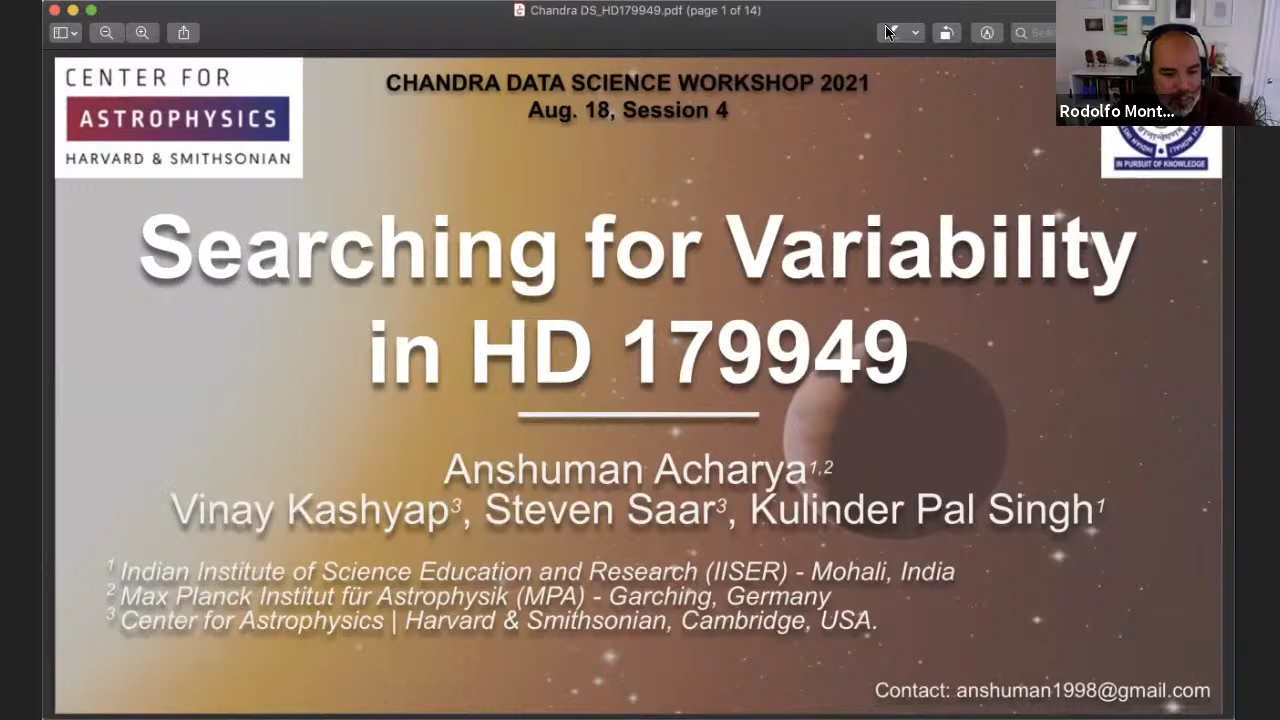 Chandra DS_HD179949.pdf (page 1 of 14)
Rodolfo Mont...
CENTER FOR
ASTROPHYSICS
HARVARD & SMITHSONIAN
CHANDRA DATA SCIENCE WORKSHOP 2021
Aug. 18, Session 4
IN PURSUIT OF KNOWLEDGE
Searching for Variability
in HD 179949
Anshuman Acharya1,2
Vinay Kashyap3, Steven Saar3, Kulinder Pal Singh1
1 Indian Institute of Science Education and Research (IISER) - Mohali, India
2 Max Planck Institut für Astrophysik (MPA) - Garching, Germany
3 Center for Astrophysics | Harvard & Smithsonian, Cambridge, USA.
Contact: anshuman1998@gmail.com